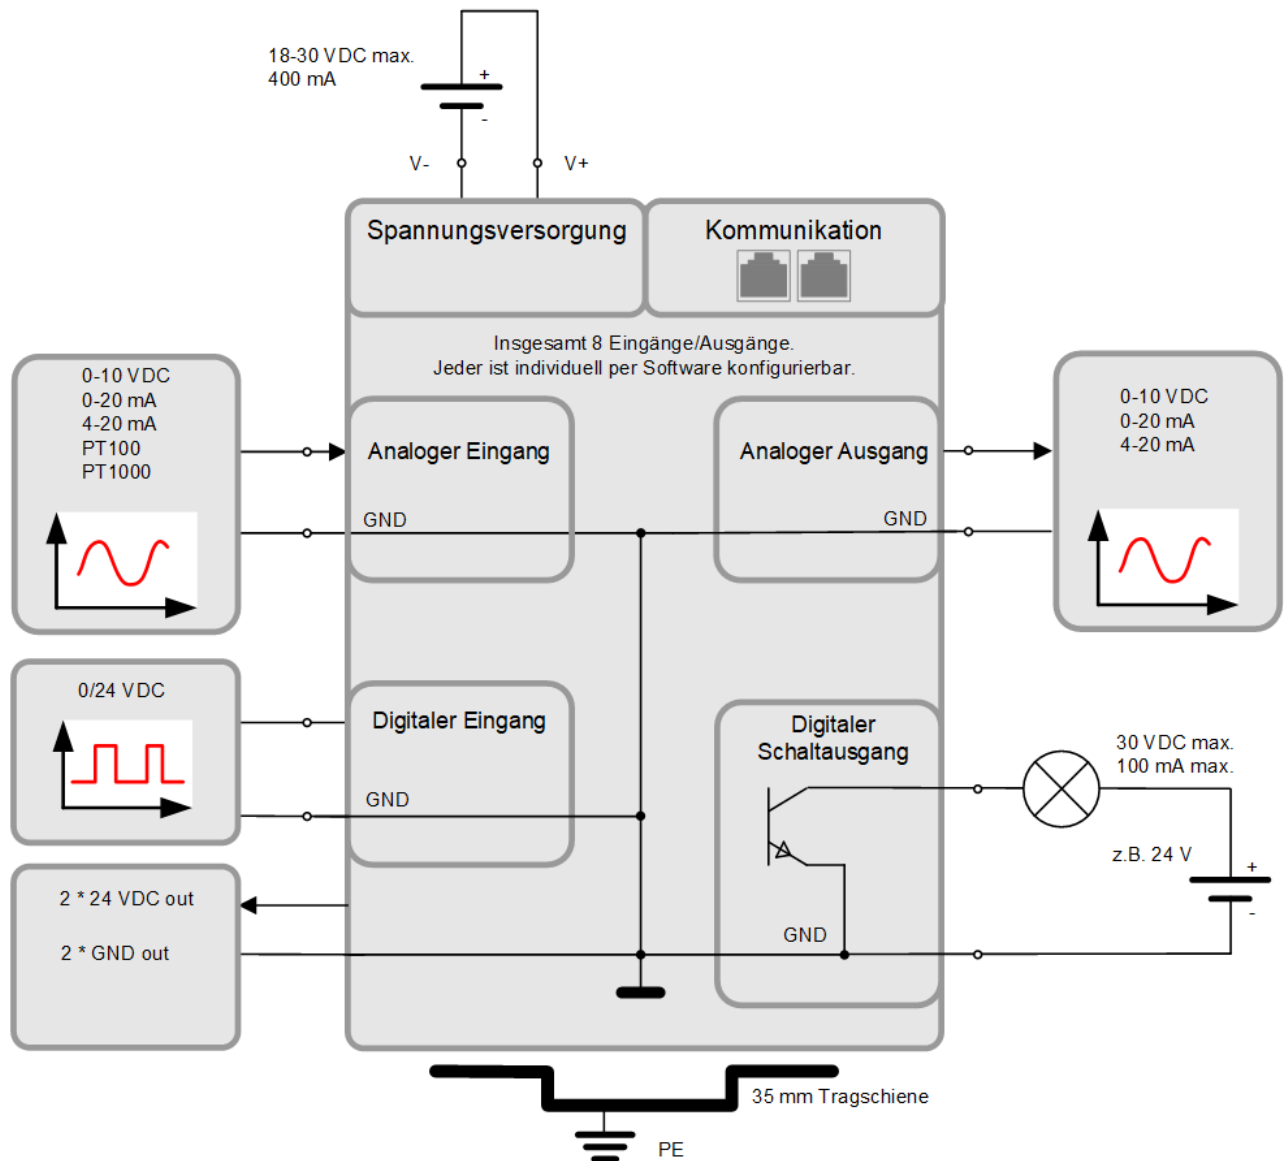 18-30 VDC max.
400 mA
+
-
V-
V+
Spannungsversorgung
Kommunikation
Insgesamt 8 Eingänge/Ausgänge.
Jeder ist individuell per Software konfigurierbar.
0-10 VDC
0-20 mA
4-20 mA
PT100
PT1000
Analoger Eingang
GND
Analoger Ausgang
GND
0-10 VDC
0-20 mA
4-20 mA
0/24 VDC
Digitaler Eingang
GND
Digitaler
Schaltausgang
GND
30 VDC max.
100 mA max.
z.B. 24 V
+
-
2 * 24 VDC out
2 * GND out
35 mm Tragschiene
PE